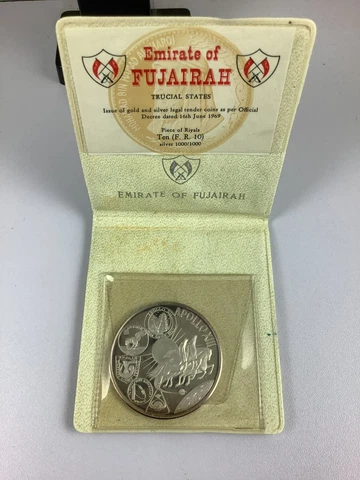 Emirate of
FUJAIRAH
TRUCIAL STATES
Issue of gold and silver legal tender coins as per Official
Decree dated 16th June 1969
Piece of Riyals
Ten (F. R. 10)
silver 1000/1000
EMIRATE OF FUJAIRAH
APOLLO XIII